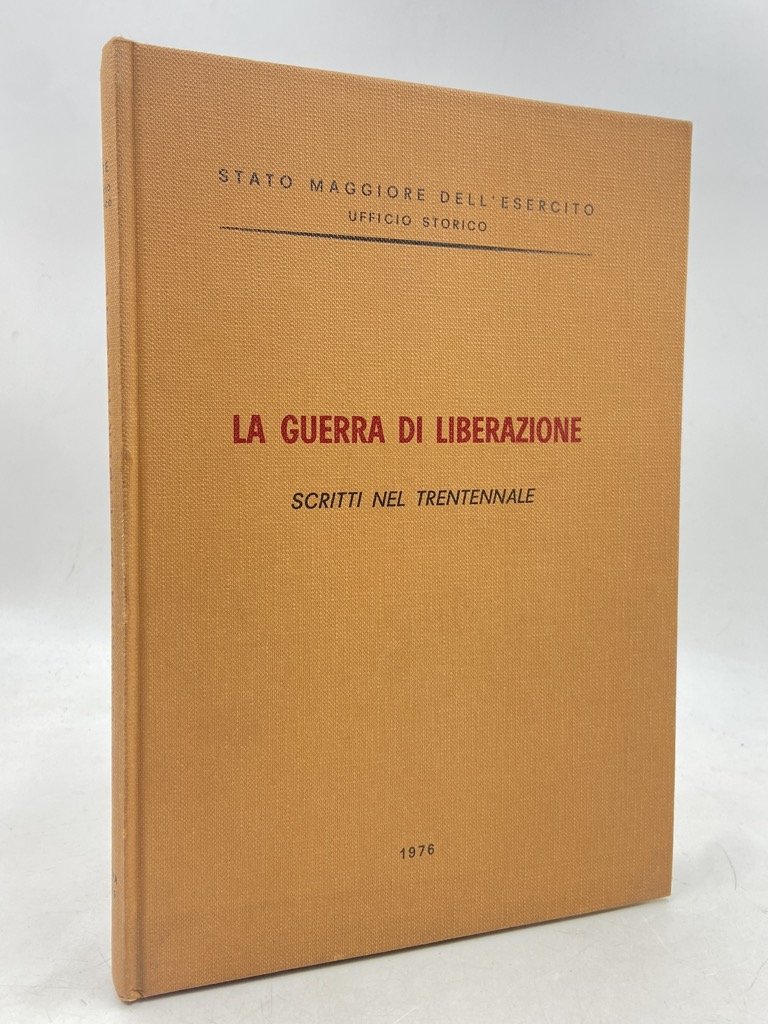 STATO MAGGIORE DELL'ESERCITO
UFFICIO STORICO
LA GUERRA DI LIBERAZIONE
SCRITTI NEL TRENTENNALE
1976